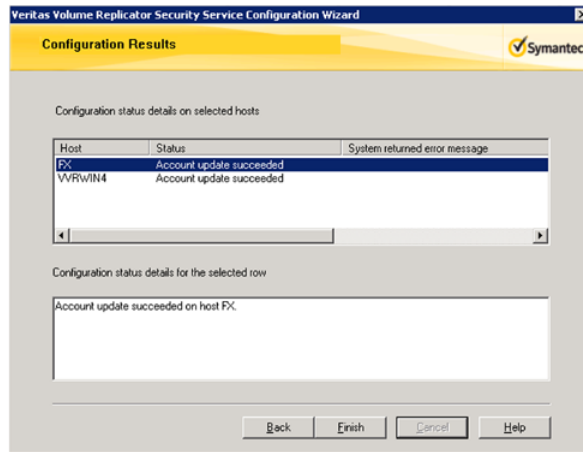 Veritas Volume Replicator Security Service Configuration Wizard
Configuration Results
Symantec
Configuration status details on selected hosts
Host Status System returned error message
FX Account update succeeded
VVRWIN4 Account update succeeded
Configuration status details for the selected row
Account update succeeded on host FX.
Back Finish Cancel Help